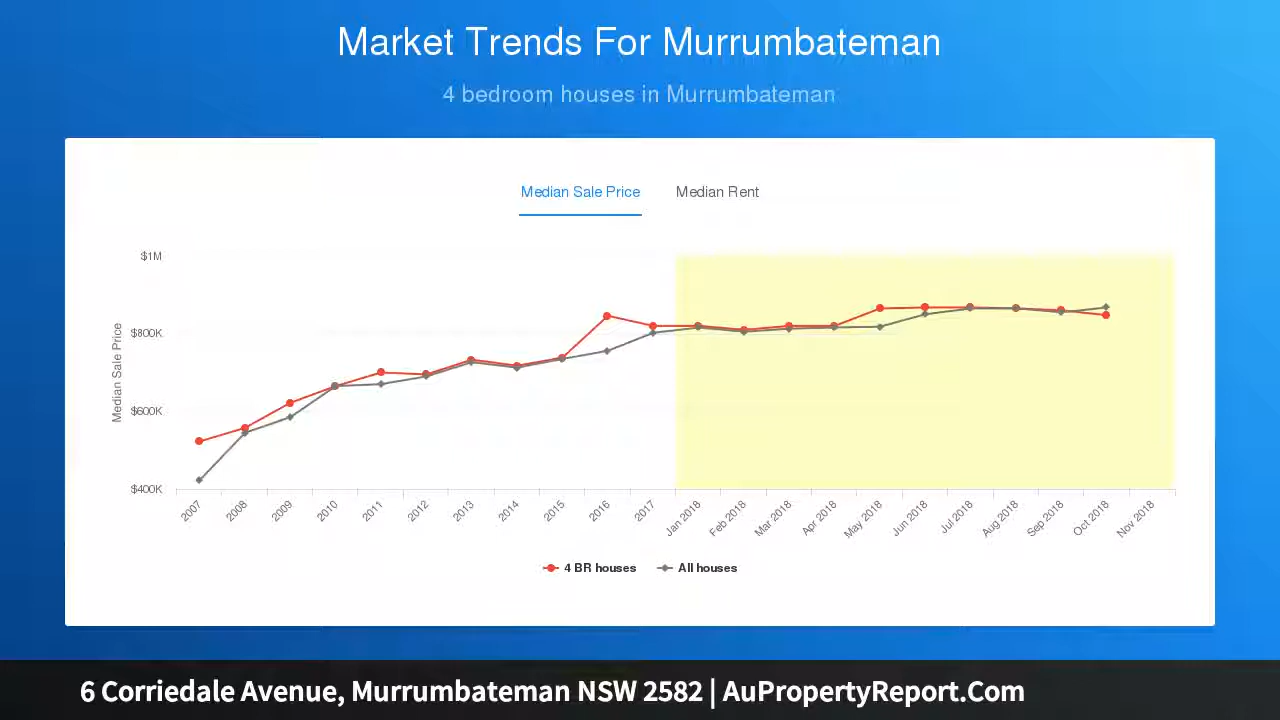 Market Trends For Murrumbateman
4 bedroom houses in Murrumbateman
Median Sale Price
Median Rent
Median Sale Price
$1M
$800K
$600K
$400K
2007
2008
2009
2010
2011
2012
2013
2014
2015
2016
2017
Jan 2018
Feb 2018
Mar 2018
Apr 2018
May 2018
Jun 2018
Jul 2018
Aug 2018
Sep 2018
Oct 2018
Nov 2018
4 BR houses
All houses
6 Corriedale Avenue, Murrumbateman NSW 2582 | AuPropertyReport.Com